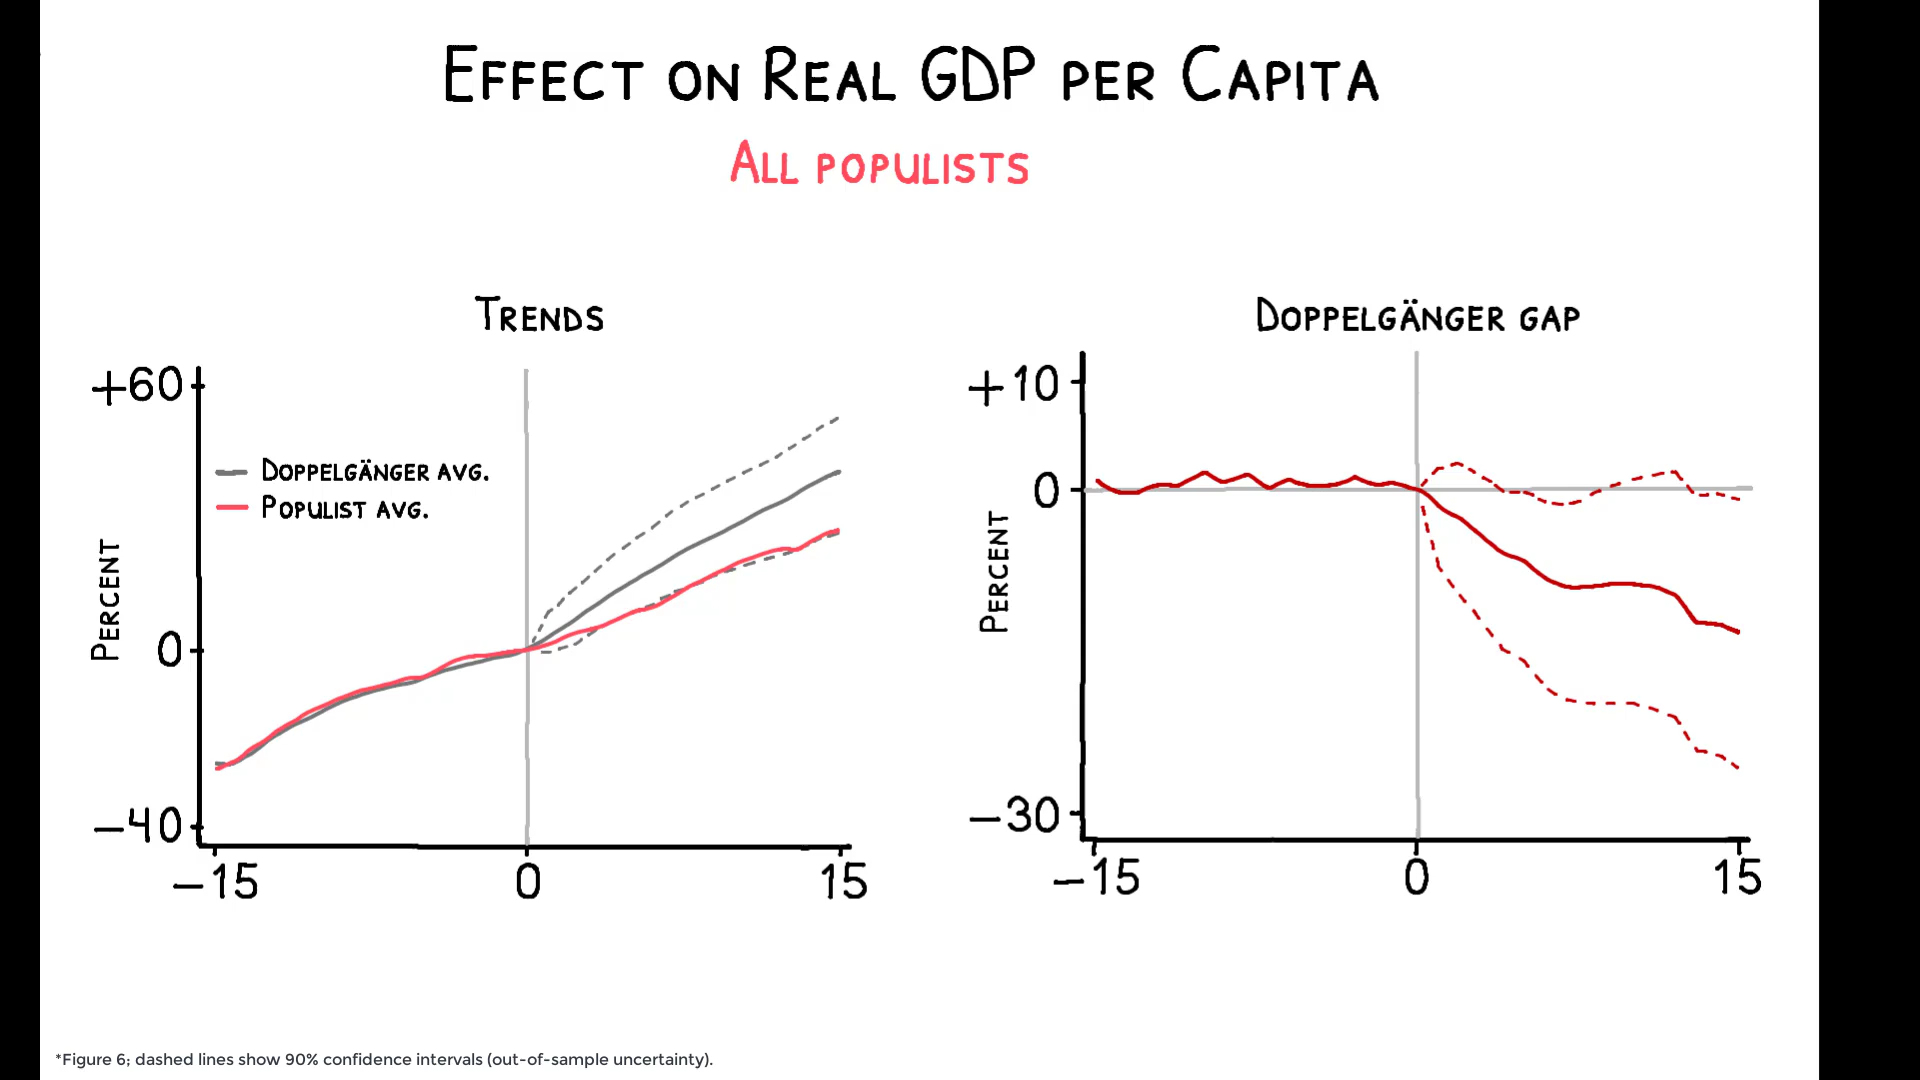 EFFECT ON REAL GDP PER CAPITA
ALL POPULISTS
TRENDS
+60
DOPPELGÄNGER AVG.
POPULIST AVG.
PERCENT
0
−40
−15 0 15
DOPPELGÄNGER GAP
+10
0
PERCENT
−30
−15 0 15
*Figure 6; dashed lines show 90% confidence intervals (out-of-sample uncertainty).